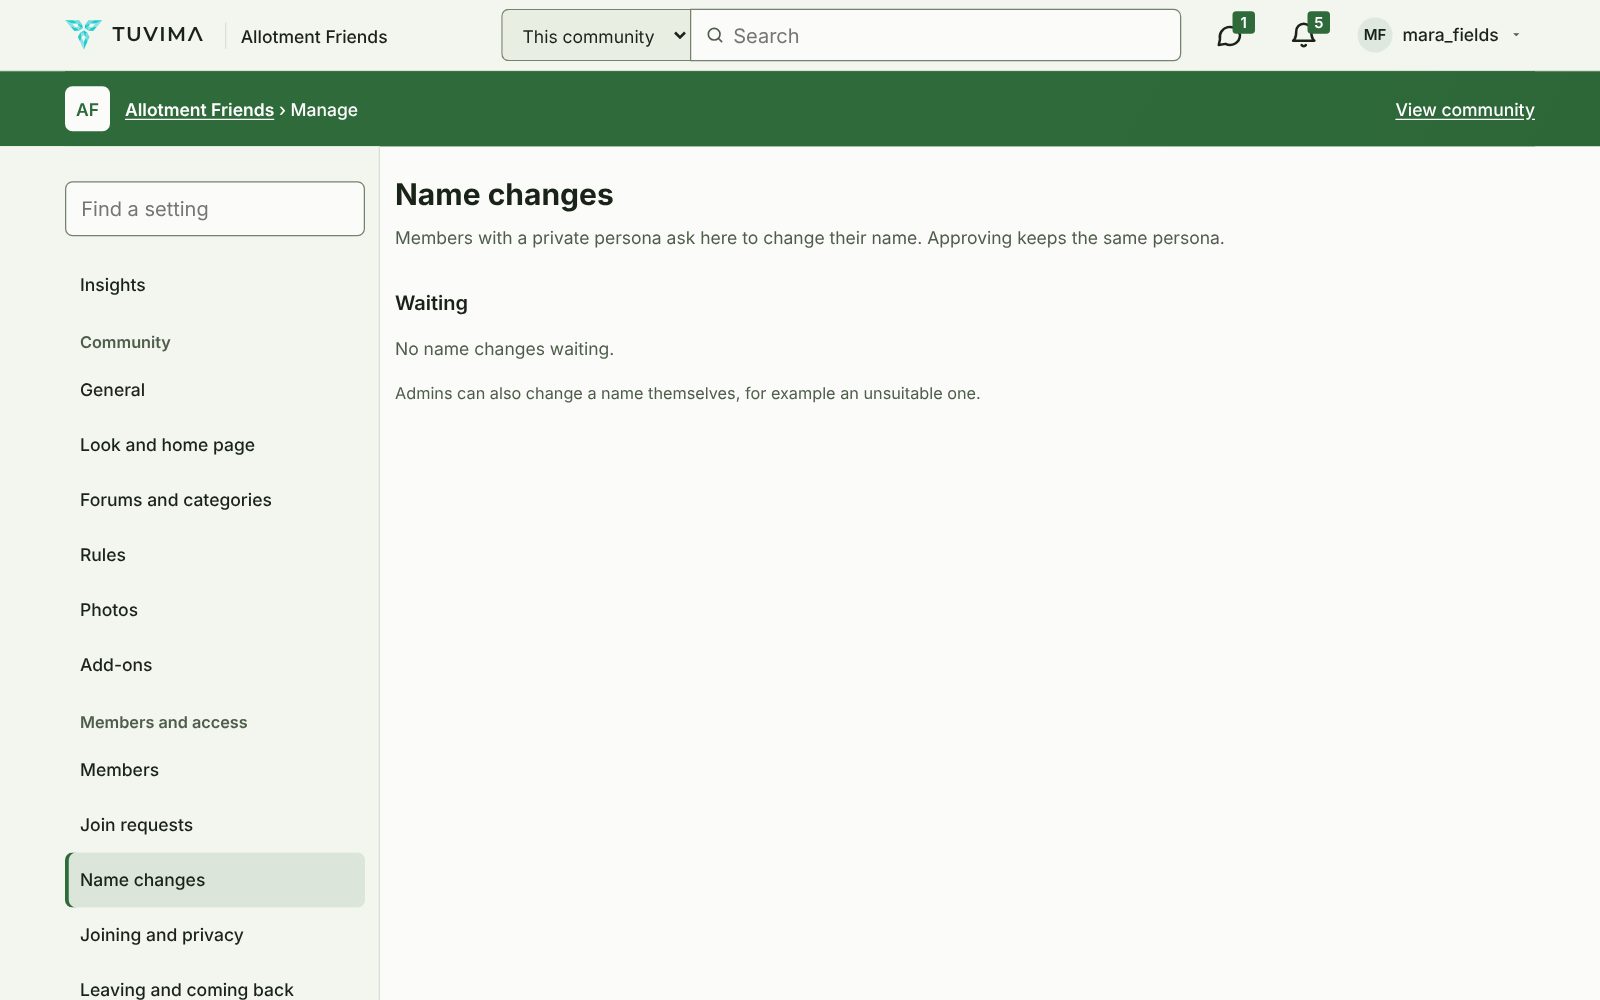 TUVIMA
Allotment Friends
This community
Search
1
5
MF
mara_fields
AF
Allotment Friends › Manage
View community
Find a setting
Insights
Community
General
Look and home page
Forums and categories
Rules
Photos
Add-ons
Members and access
Members
Join requests
Name changes
Joining and privacy
Leaving and coming back
Name changes
Members with a private persona ask here to change their name. Approving keeps the same persona.
Waiting
No name changes waiting.
Admins can also change a name themselves, for example an unsuitable one.